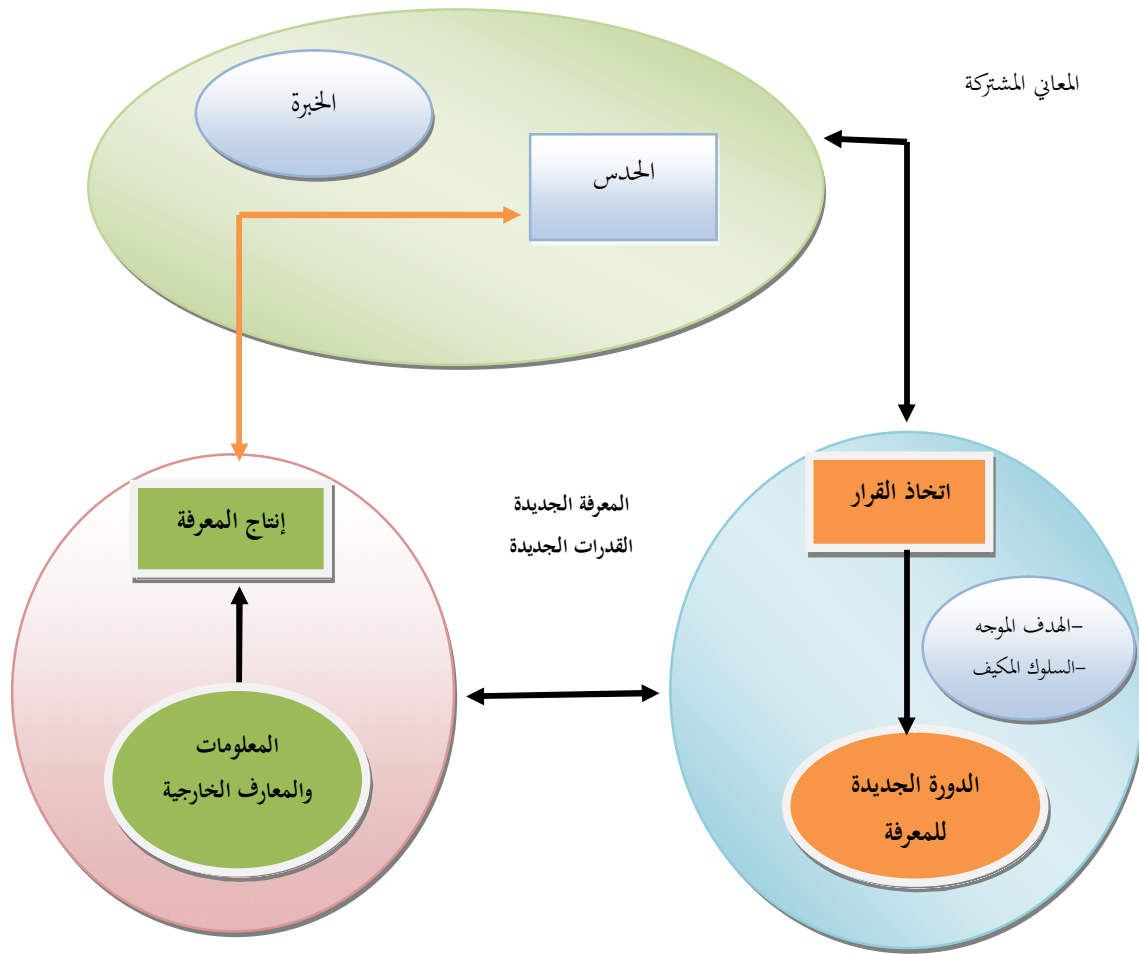 المعاني المشتركة
الخبرة
الحدس
اتخاذ القرار
إنتاج المعرفة
المعرفة الجديدة
القدرات الجديدة
-الهدف الموجه
-السلوك المكيف
المعلومات
والمعارف الخارجية
الدورة الجديدة
للمعرفة